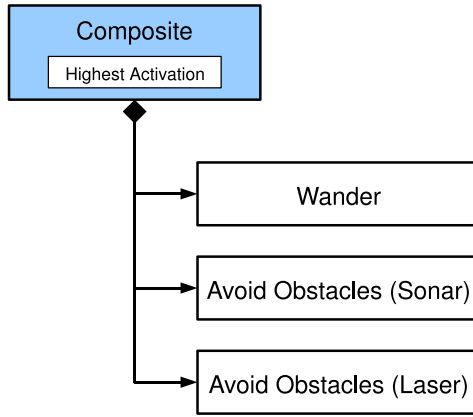 Composite
Highest Activation
Wander
Avoid Obstacles (Sonar)
Avoid Obstacles (Laser)